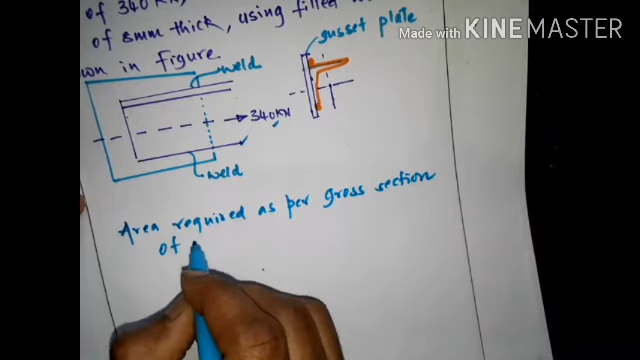 of 340 KN,
of 8mm thick, using filled
wn in Figure
gusset plate
Made with KINEMASTER
weld
340KN
weld
Area required as per gross section
of